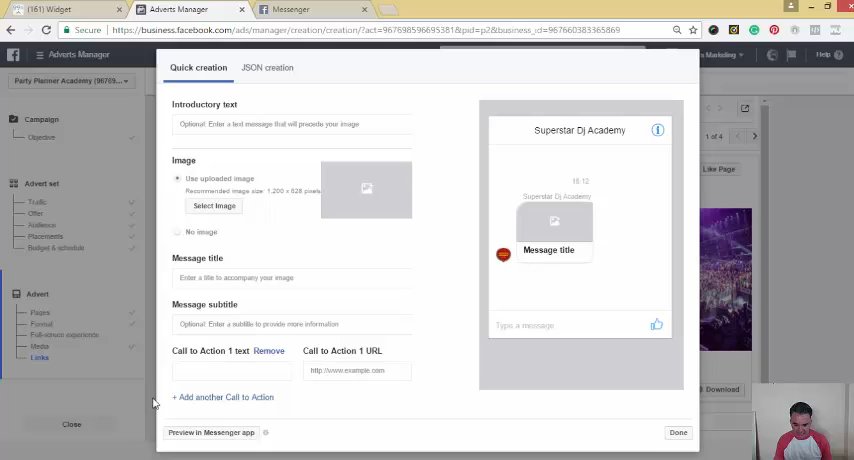 (161) Widget
Adverts Manager
Messenger
Secure
https://business.facebook.com/ads/manager/creation/creation/?act=967698596695381&pid=p2&business_id=967660383365869
Adverts Manager
Marketing
Help
Party Planner Academy (96769...
Campaign
Objective
Advert set
Traffic
Offer
Audience
Placements
Budget & schedule
Advert
Pages
Format
Full-screen experience
Media
Links
Close
Quick creation
JSON creation
Introductory text
Optional: Enter a text message that will precede your image
Image
Use uploaded image
Recommended image size: 1,200 x 628 pixels
Select Image
No image
Message title
Enter a title to accompany your image
Message subtitle
Optional: Enter a subtitle to provide more information
Call to Action 1 text Remove
Call to Action 1 URL
http://www.example.com
+ Add another Call to Action
Preview in Messenger app
Done
Superstar Dj Academy
16:12
Superstar Dj Academy
Message title
Type a message
1 of 4
Like Page
Download